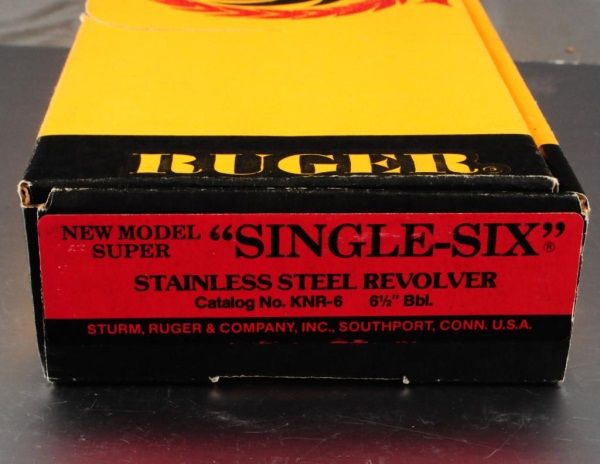 RUGER®
NEW MODEL SUPER "SINGLE-SIX"®
STAINLESS STEEL REVOLVER
Catalog No. KNR-6 6½" Bbl.
STURM, RUGER & COMPANY, INC., SOUTHPORT, CONN. U.S.A.